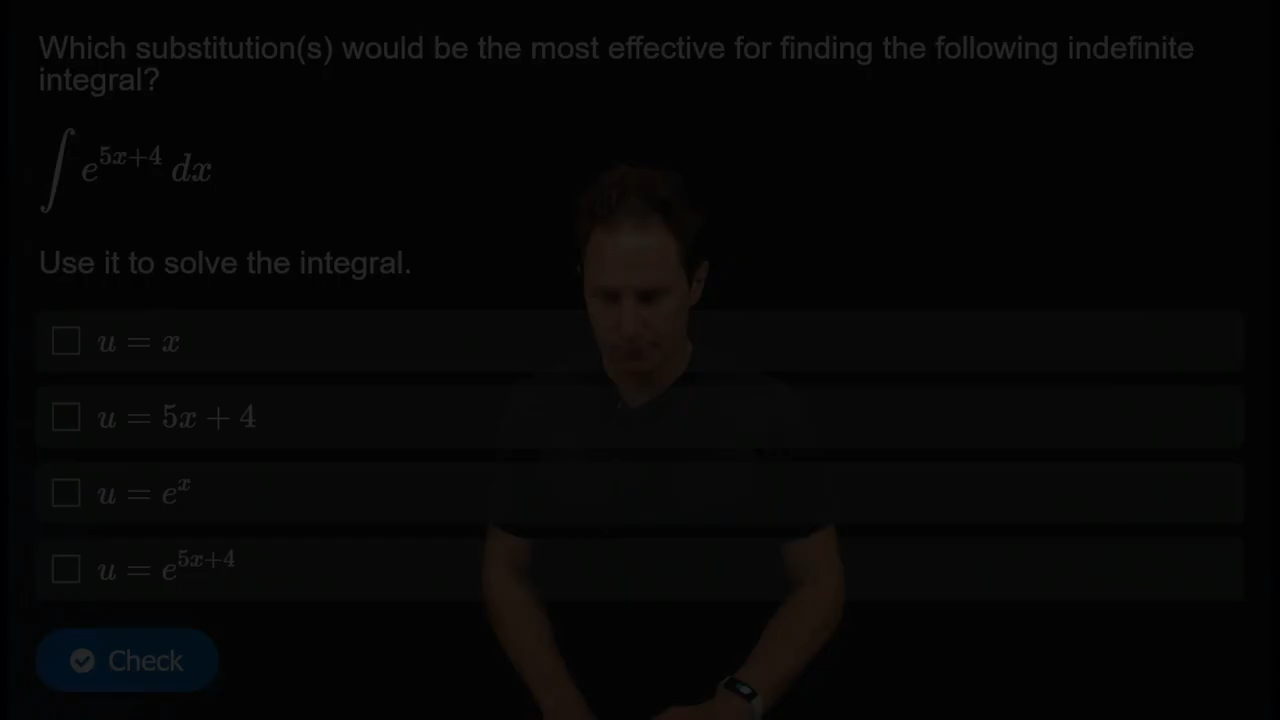 Which substitution(s) would be the most effective for finding the following indefinite
integral?
∫ e^{5x+4} dx
Use it to solve the integral.
u = x
u = 5x + 4
u = e^x
u = e^{5x+4}
Check